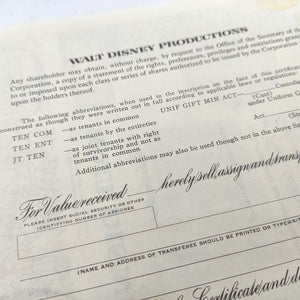 WALT DISNEY PRODUCTIONS
Any shareholder may obtain, without charge, by request to the Office of the Secretary of the
Corporation, a copy of a statement of the rights, preferences, privileges and restrictions gran
to or imposed upon each class or series of shares authorized to be issued by the Corporation
upon the holders thereof.
The following abbreviations, when used in the inscription on the face of this certificate
construed as though they were written out in full according to applicable laws or regulations:
TEN COM —as tenants in common UNIF GIFT MIN ACT— (Cust) Custodian
TEN ENT —as tenants by the entireties under Uniform G
JT TEN —as joint tenants with right Act
of survivorship and not as (State)
tenants in common
Additional abbreviations may also be used though not in the above
For Value received hereby sell, assign and transf
PLEASE INSERT SOCIAL SECURITY OR OTHER
IDENTIFYING NUMBER OF ASSIGNEE
(NAME AND ADDRESS OF TRANSFEREE SHOULD BE PRINTED OR TYPEWRI
Certificate and d